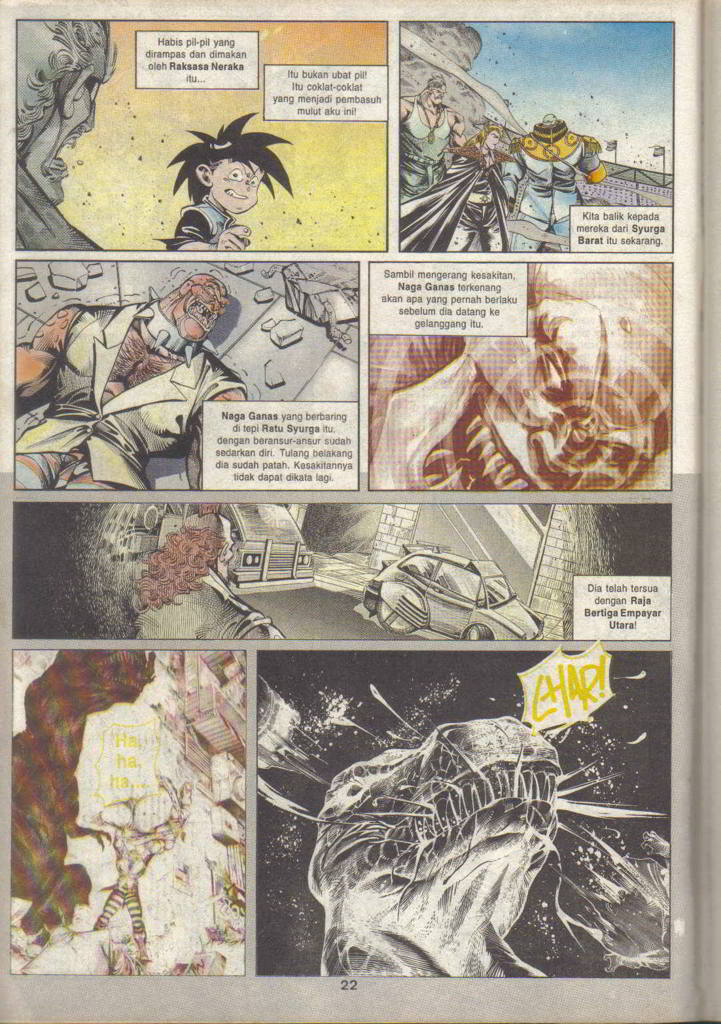 Habis pil-pil yang
dirampas dan dimakan
oleh Raksasa Neraka
itu...
Itu bukan ubat pil!
Itu coklat-coklat
yang menjadi pembasuh
mulut aku ini!
Kita balik kepada
mereka dari Syurga
Barat itu sekarang.
Naga Ganas yang berbaring
di tepi Ratu Syurga itu,
dengan beransur-ansur sudah
sedarkan diri. Tulang belakang
dia sudah patah. Kesakitannya
tidak dapat dikata lagi.
Sambil mengerang kesakitan,
Naga Ganas terkenang
akan apa yang pernah berlaku
sebelum dia datang ke
gelanggang itu.
Dia telah tersua
dengan Raja
Bertiga Empayar
Utara!
Ha,
ha,
ha...
GHAR!
22